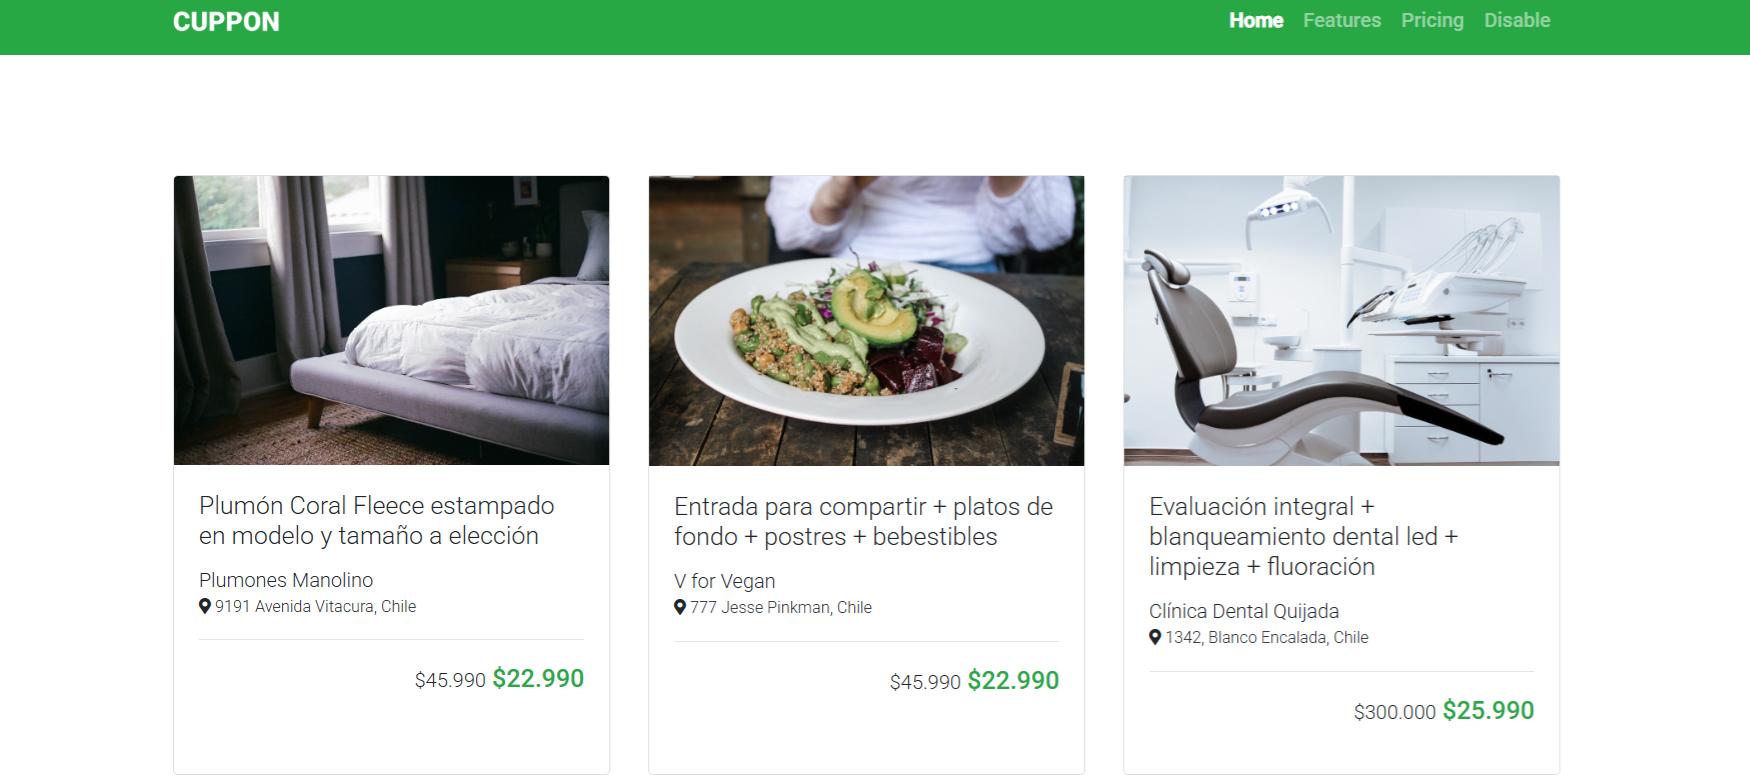 CUPPON
Home Features Pricing Disable
Plumón Coral Fleece estampado
en modelo y tamaño a elección
Plumones Manolino
9191 Avenida Vitacura, Chile
$45.990 $22.990
Entrada para compartir + platos de
fondo + postres + bebestibles
V for Vegan
777 Jesse Pinkman, Chile
$45.990 $22.990
Evaluación integral +
blanqueamiento dental led +
limpieza + fluoración
Clínica Dental Quijada
1342, Blanco Encalada, Chile
$300.000 $25.990